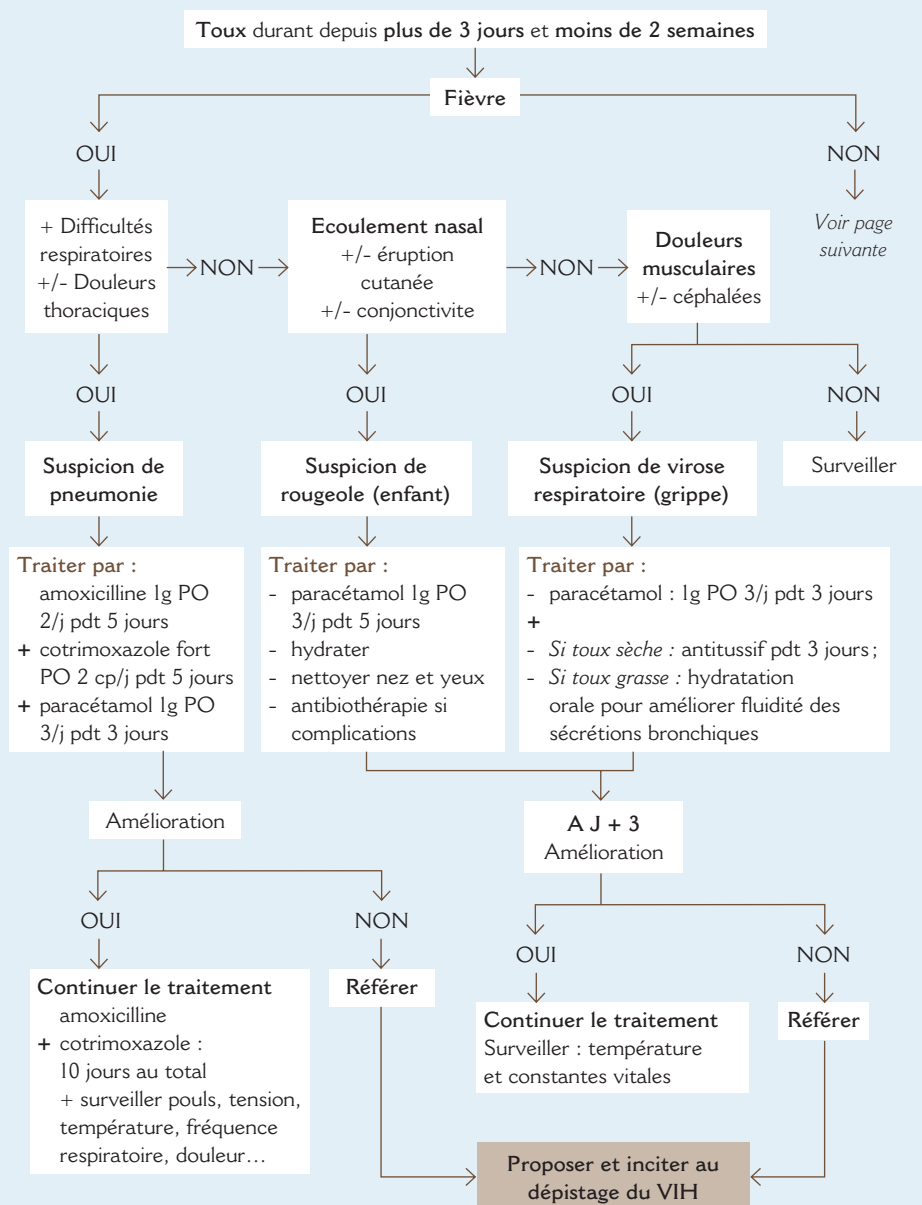 Toux durant depuis plus de 3 jours et moins de 2 semaines
Fièvre
OUI
NON
+ Difficultés
respiratoires
+/- Douleurs
thoraciques
NON
Ecoulement nasal
+/- éruption
cutanée
+/- conjonctivite
NON
Douleurs
musculaires
+/- céphalées
Voir page
suivante
OUI
OUI
OUI
NON
Suspicion de
pneumonie
Suspicion de
rougeole (enfant)
Suspicion de virose
respiratoire (grippe)
Surveiller
Traiter par :
amoxicilline 1g PO
2/j pdt 5 jours
+ cotrimoxazole fort
PO 2 cp/j pdt 5 jours
+ paracétamol 1g PO
3/j pdt 3 jours
Traiter par :
- paracétamol 1g PO
3/j pdt 5 jours
- hydrater
- nettoyer nez et yeux
- antibiothérapie si
complications
Traiter par :
- paracétamol : 1g PO 3/j pdt 3 jours
+
- Si toux sèche : antitussif pdt 3 jours ;
- Si toux grasse : hydratation
orale pour améliorer fluidité des
sécrétions bronchiques
Amélioration
A J + 3
Amélioration
OUI
NON
OUI
NON
Continuer le traitement
amoxicilline
+ cotrimoxazole :
10 jours au total
+ surveiller pouls, tension,
température, fréquence
respiratoire, douleur…
Référer
Continuer le traitement
Surveiller : température
et constantes vitales
Référer
Proposer et inciter au
dépistage du VIH